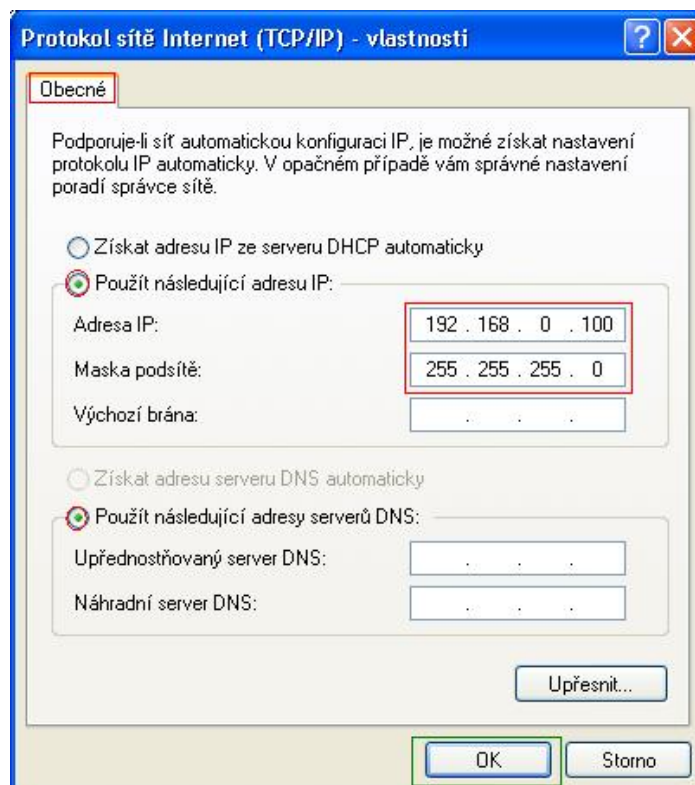 Protokol sítě Internet (TCP/IP) - vlastnosti
Obecné
Podporuje-li síť automatickou konfiguraci IP, je možné získat nastavení
protokolu IP automaticky. V opačném případě vám správné nastavení
poradí správce sítě.
Získat adresu IP ze serveru DHCP automaticky
Použít následující adresu IP:
Adresa IP: 192 . 168 . 0 . 100
Maska podsítě: 255 . 255 . 255 . 0
Výchozí brána: . . .
Získat adresu serveru DNS automaticky
Použít následující adresy serverů DNS:
Upřednostňovaný server DNS: . . .
Náhradní server DNS: . . .
Upřesnit...
OK Storno